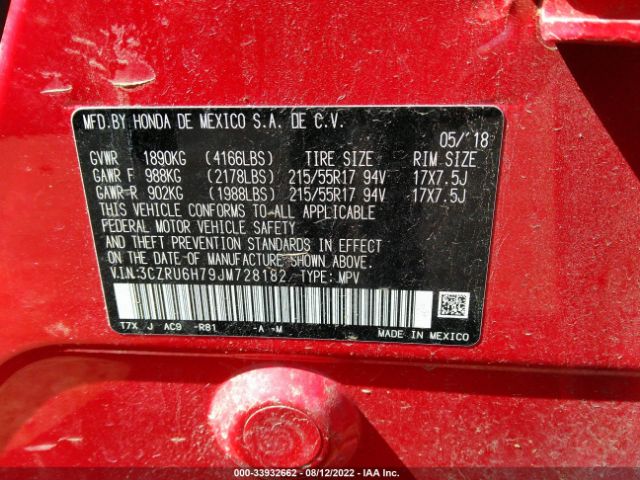 MFD.BY HONDA DE MEXICO S.A. DE C.V.
05/'18
GVWR 1890KG (4166LBS) TIRE SIZE RIM SIZE
GAWR F 988KG (2178LBS) 215/55R17 94V 17X7.5J
GAWR-R 902KG (1988LBS) 215/55R17 94V 17X7.5J
THIS VEHICLE CONFORMS TO ALL APPLICABLE
FEDERAL MOTOR VEHICLE SAFETY
AND THEFT PREVENTION STANDARDS IN EFFECT
ON THE DATE OF MANUFACTURE SHOWN ABOVE.
V.I.N:3CZRU6H79JM728182 TYPE: MPV
T7X J AC9 -R81 -A -M
MADE IN MEXICO
000-33932662 - 08/12/2022 - IAA Inc.